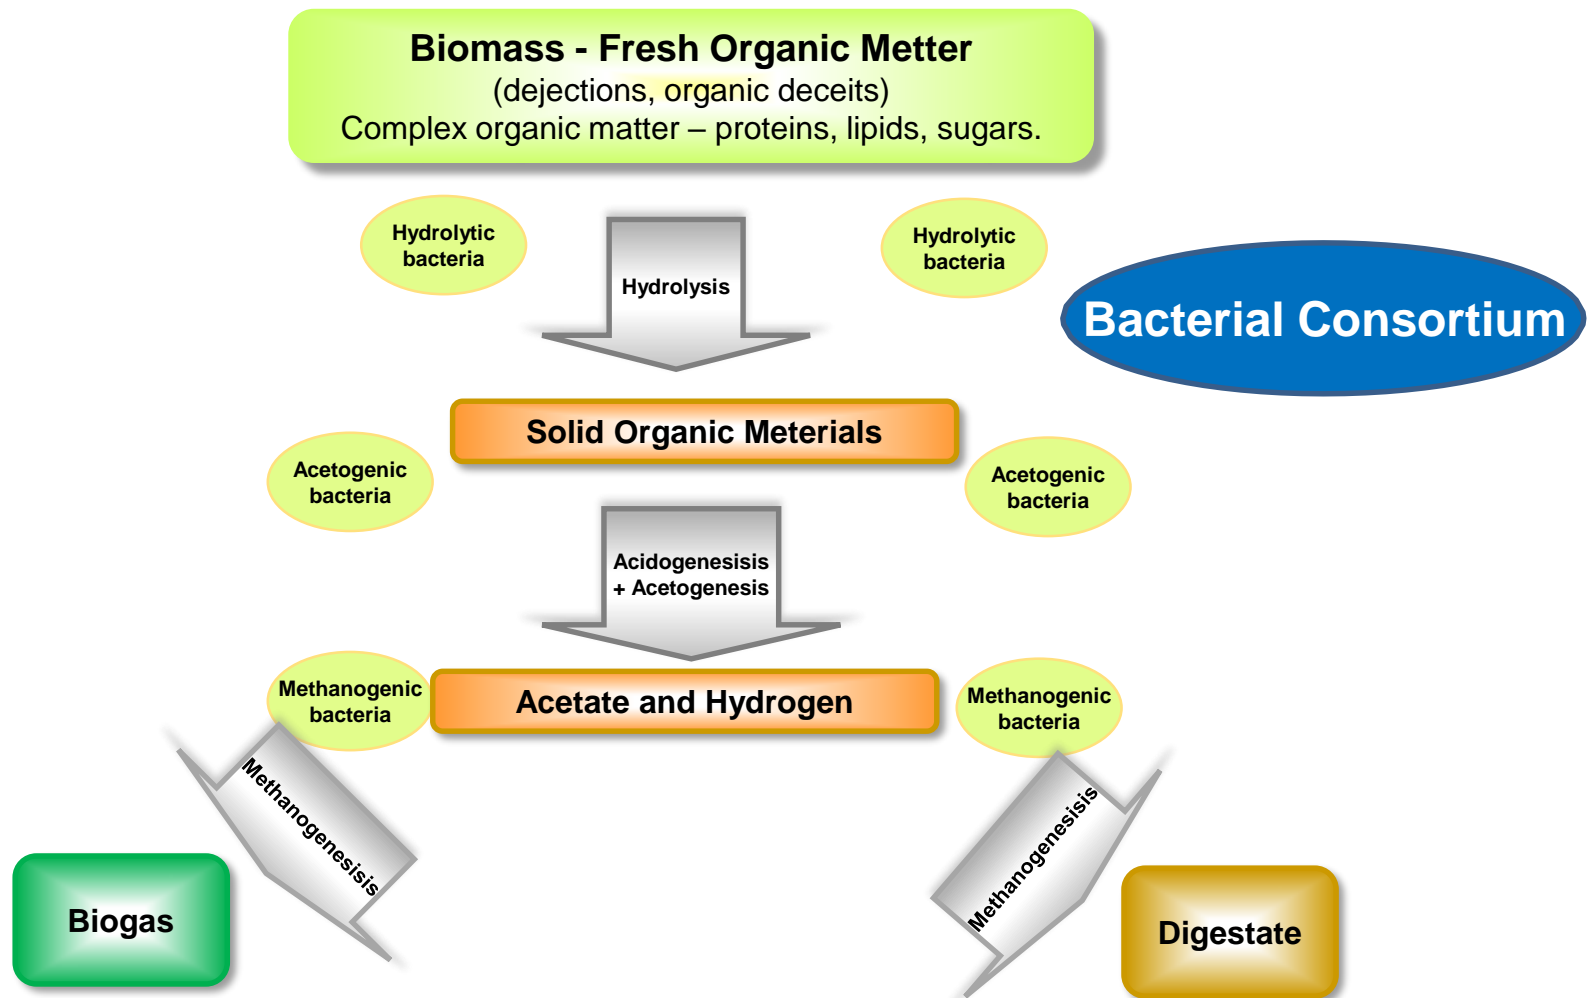 Biomass - Fresh Organic Metter
(dejections, organic deceits)
Complex organic matter – proteins, lipids, sugars.
Hydrolytic
bacteria
Hydrolysis
Hydrolytic
bacteria
Bacterial Consortium
Solid Organic Meterials
Acetogenic
bacteria
Acetogenic
bacteria
Acidogenesisis
+ Acetogenesis
Methanogenic
bacteria
Acetate and Hydrogen
Methanogenic
bacteria
Methanogenesisis
Methanogenesisis
Biogas
Digestate